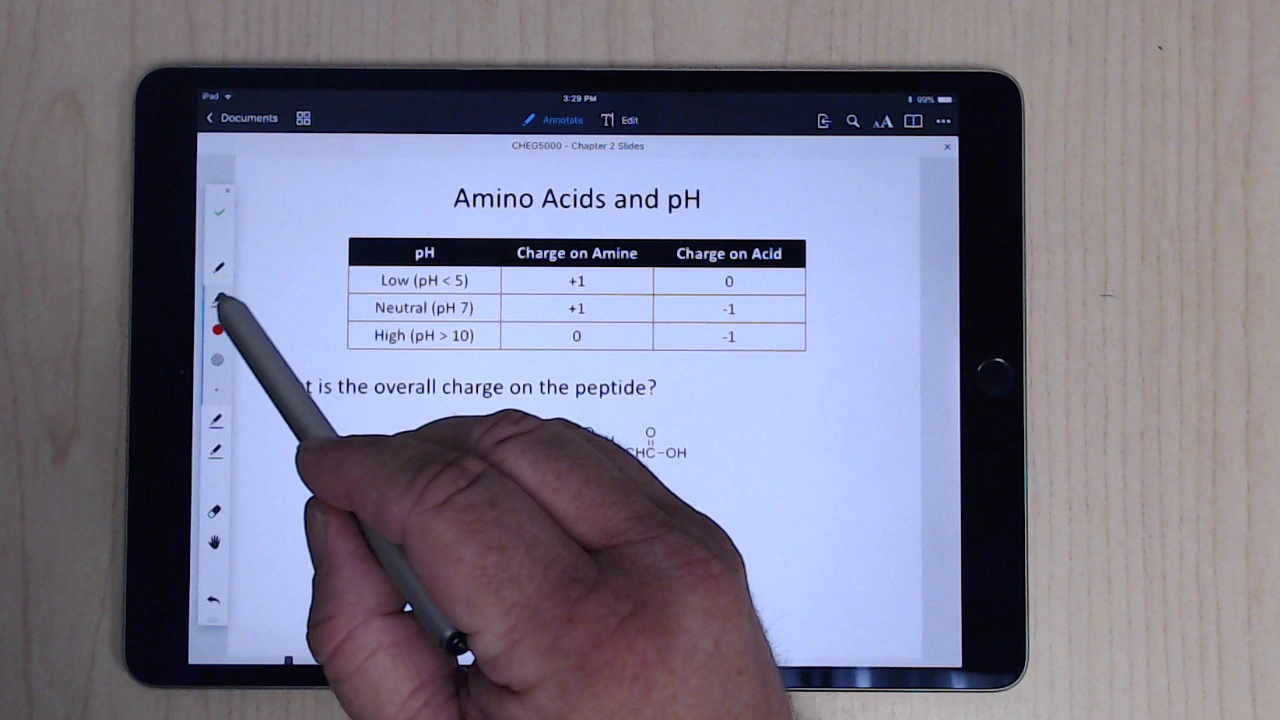 iPad 3:29 PM 99%
Documents Annotate T Edit AA
CHEG5000 - Chapter 2 Slides
Amino Acids and pH
pH Charge on Amine Charge on Acid
Low (pH < 5) +1 0
Neutral (pH 7) +1 -1
High (pH > 10) 0 -1
is the overall charge on the peptide?
O
CHC-OH